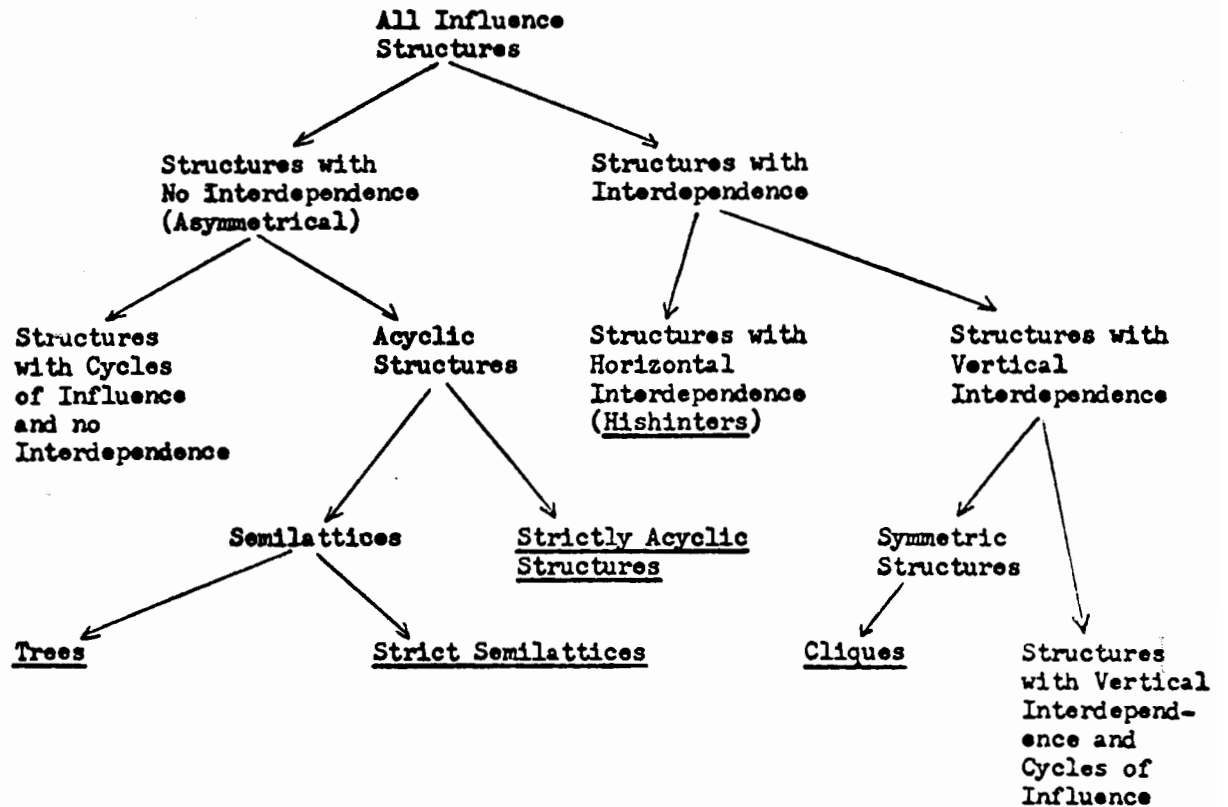 All Influence
Structures
Structures with
No Interdependence
(Asymmetrical)
Structures with
Interdependence
Structures
with Cycles
of Influence
and no
Interdependence
Acyclic
Structures
Structures with
Horizontal
Interdependence
(Hishinters)
Structures with
Vertical
Interdependence
Semilattices
Strictly Acyclic
Structures
Symmetric
Structures
Trees
Strict Semilattices
Cliques
Structures
with Vertical
Interdepend-
ence and
Cycles of
Influence